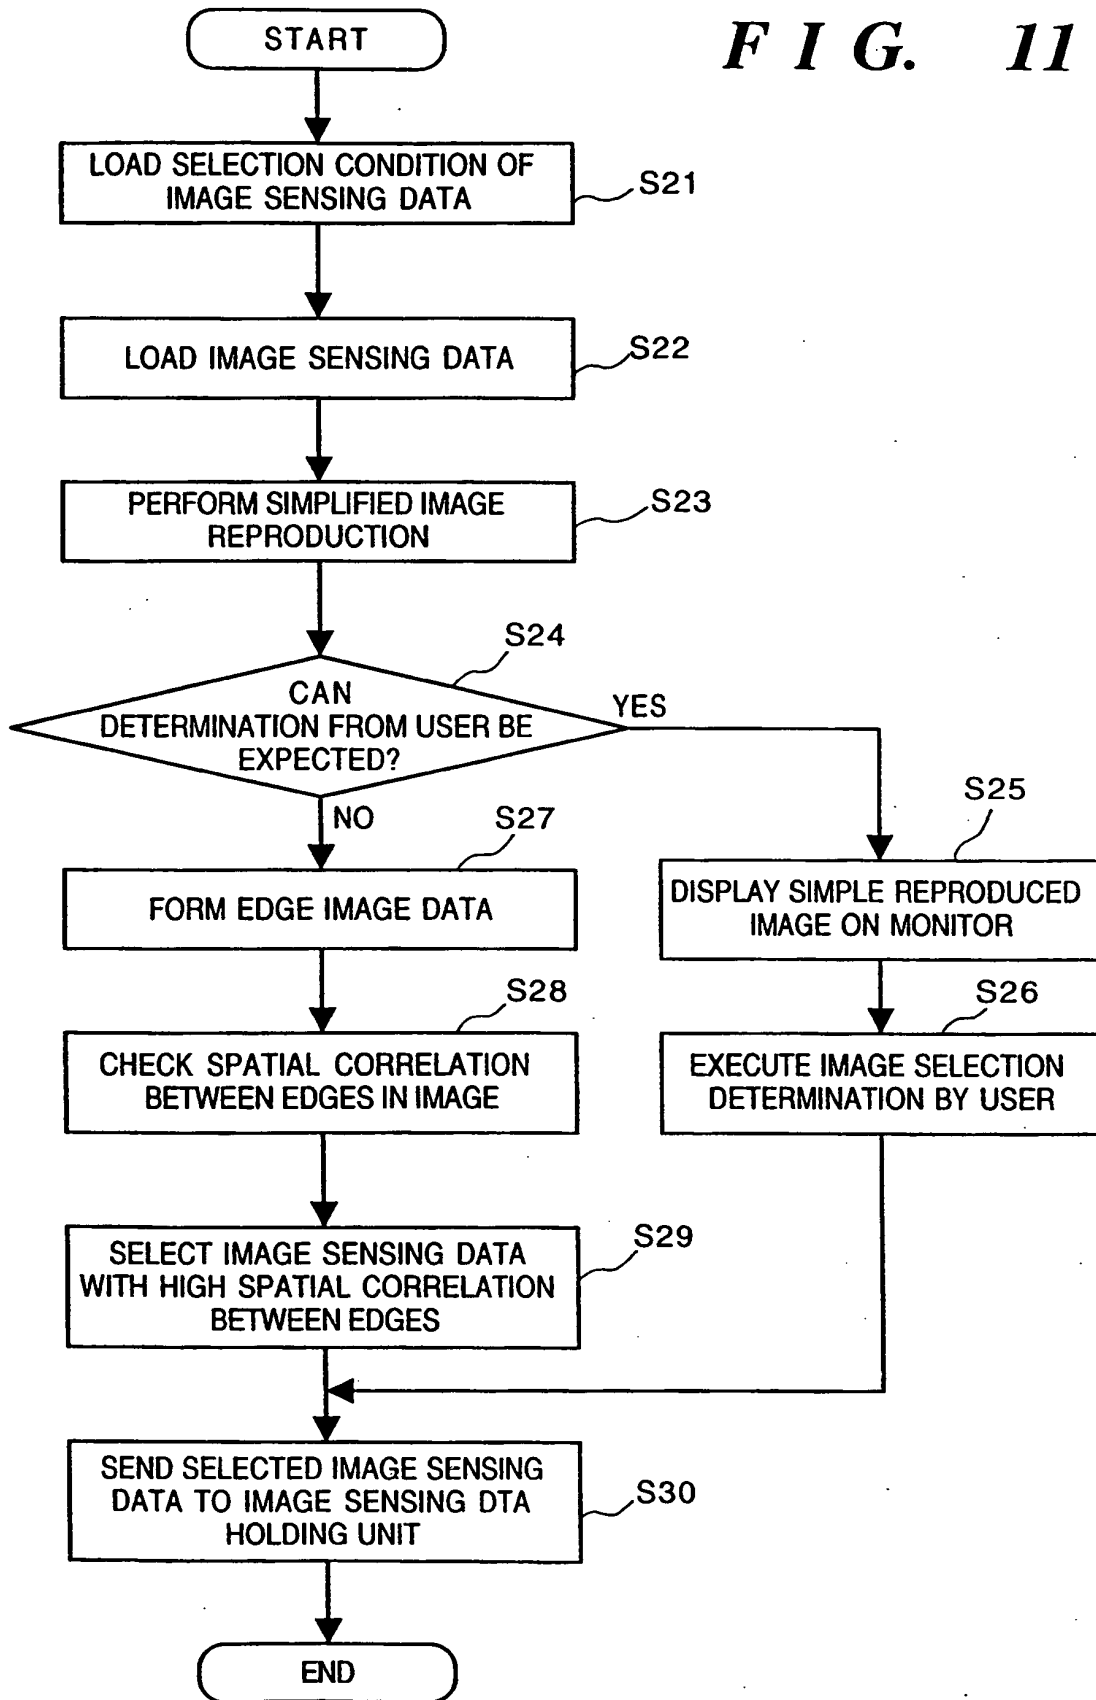 FIG. 11
START
LOAD SELECTION CONDITION OF
IMAGE SENSING DATA
S21
LOAD IMAGE SENSING DATA
S22
PERFORM SIMPLIFIED IMAGE
REPRODUCTION
S23
S24
CAN
DETERMINATION FROM USER BE
EXPECTED?
YES
NO
S25
DISPLAY SIMPLE REPRODUCED
IMAGE ON MONITOR
S26
EXECUTE IMAGE SELECTION
DETERMINATION BY USER
S27
FORM EDGE IMAGE DATA
S28
CHECK SPATIAL CORRELATION
BETWEEN EDGES IN IMAGE
S29
SELECT IMAGE SENSING DATA
WITH HIGH SPATIAL CORRELATION
BETWEEN EDGES
SEND SELECTED IMAGE SENSING
DATA TO IMAGE SENSING DTA
HOLDING UNIT
S30
END